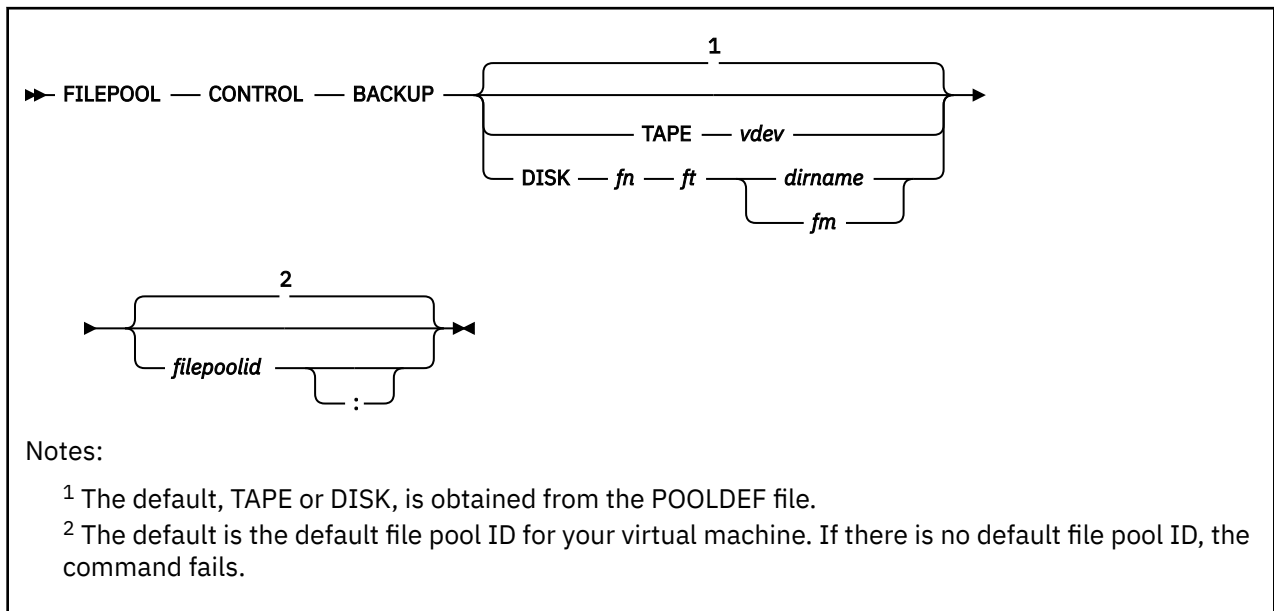 1
FILEPOOL CONTROL BACKUP
TAPE vdev
DISK fn ft dirname
fm
2
filepoolid
:
Notes:
1 The default, TAPE or DISK, is obtained from the POOLDEF file.
2 The default is the default file pool ID for your virtual machine. If there is no default file pool ID, the
command fails.